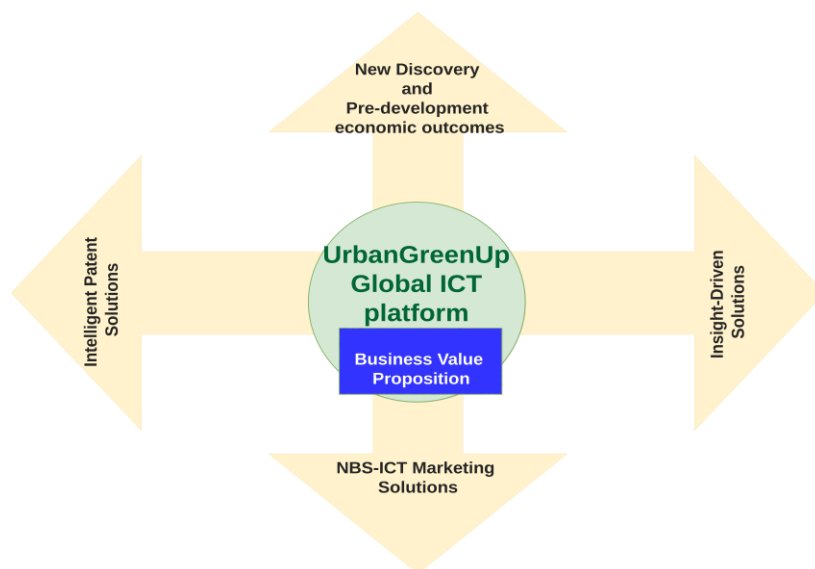 New Discovery
and
Pre-development
economic outcomes
Intelligent Patent
Solutions
UrbanGreenUp
Global ICT
platform
Business Value
Proposition
Insight-Driven
Solutions
NBS-ICT Marketing
Solutions